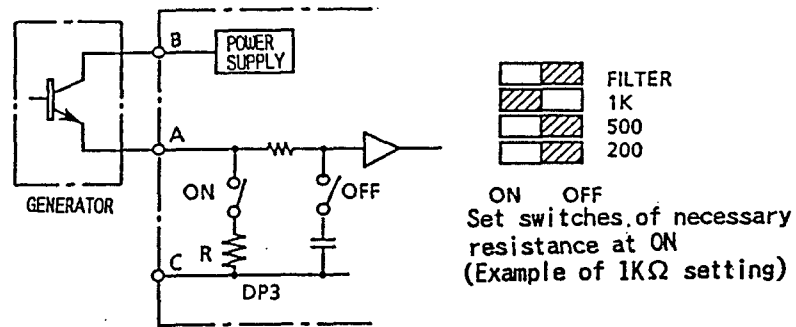 B
POWER
SUPPLY
A
ON
OFF
R
C
DP3
GENERATOR
FILTER
1K
500
200
ON OFF
Set switches of necessary
resistance at ON
(Example of 1KΩ setting)